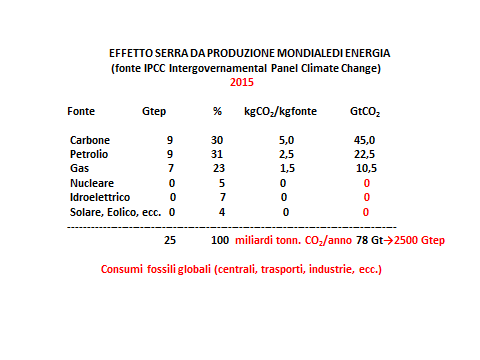 EFFETTO SERRA DA PRODUZIONE MONDIALEDI ENERGIA
(fonte IPCC Intergovernamental Panel Climate Change)
2015
Fonte Gtep % kgCO₂/kgfonte GtCO₂
Carbone 9 30 5,0 45,0
Petrolio 9 31 2,5 22,5
Gas 7 23 1,5 10,5
Nucleare 0 5 0 0
Idroelettrico 0 7 0 0
Solare, Eolico, ecc. 0 4 0 0
25 100 miliardi tonn. CO₂/anno 78 Gt→2500 Gtep
Consumi fossili globali (centrali, trasporti, industrie, ecc.)